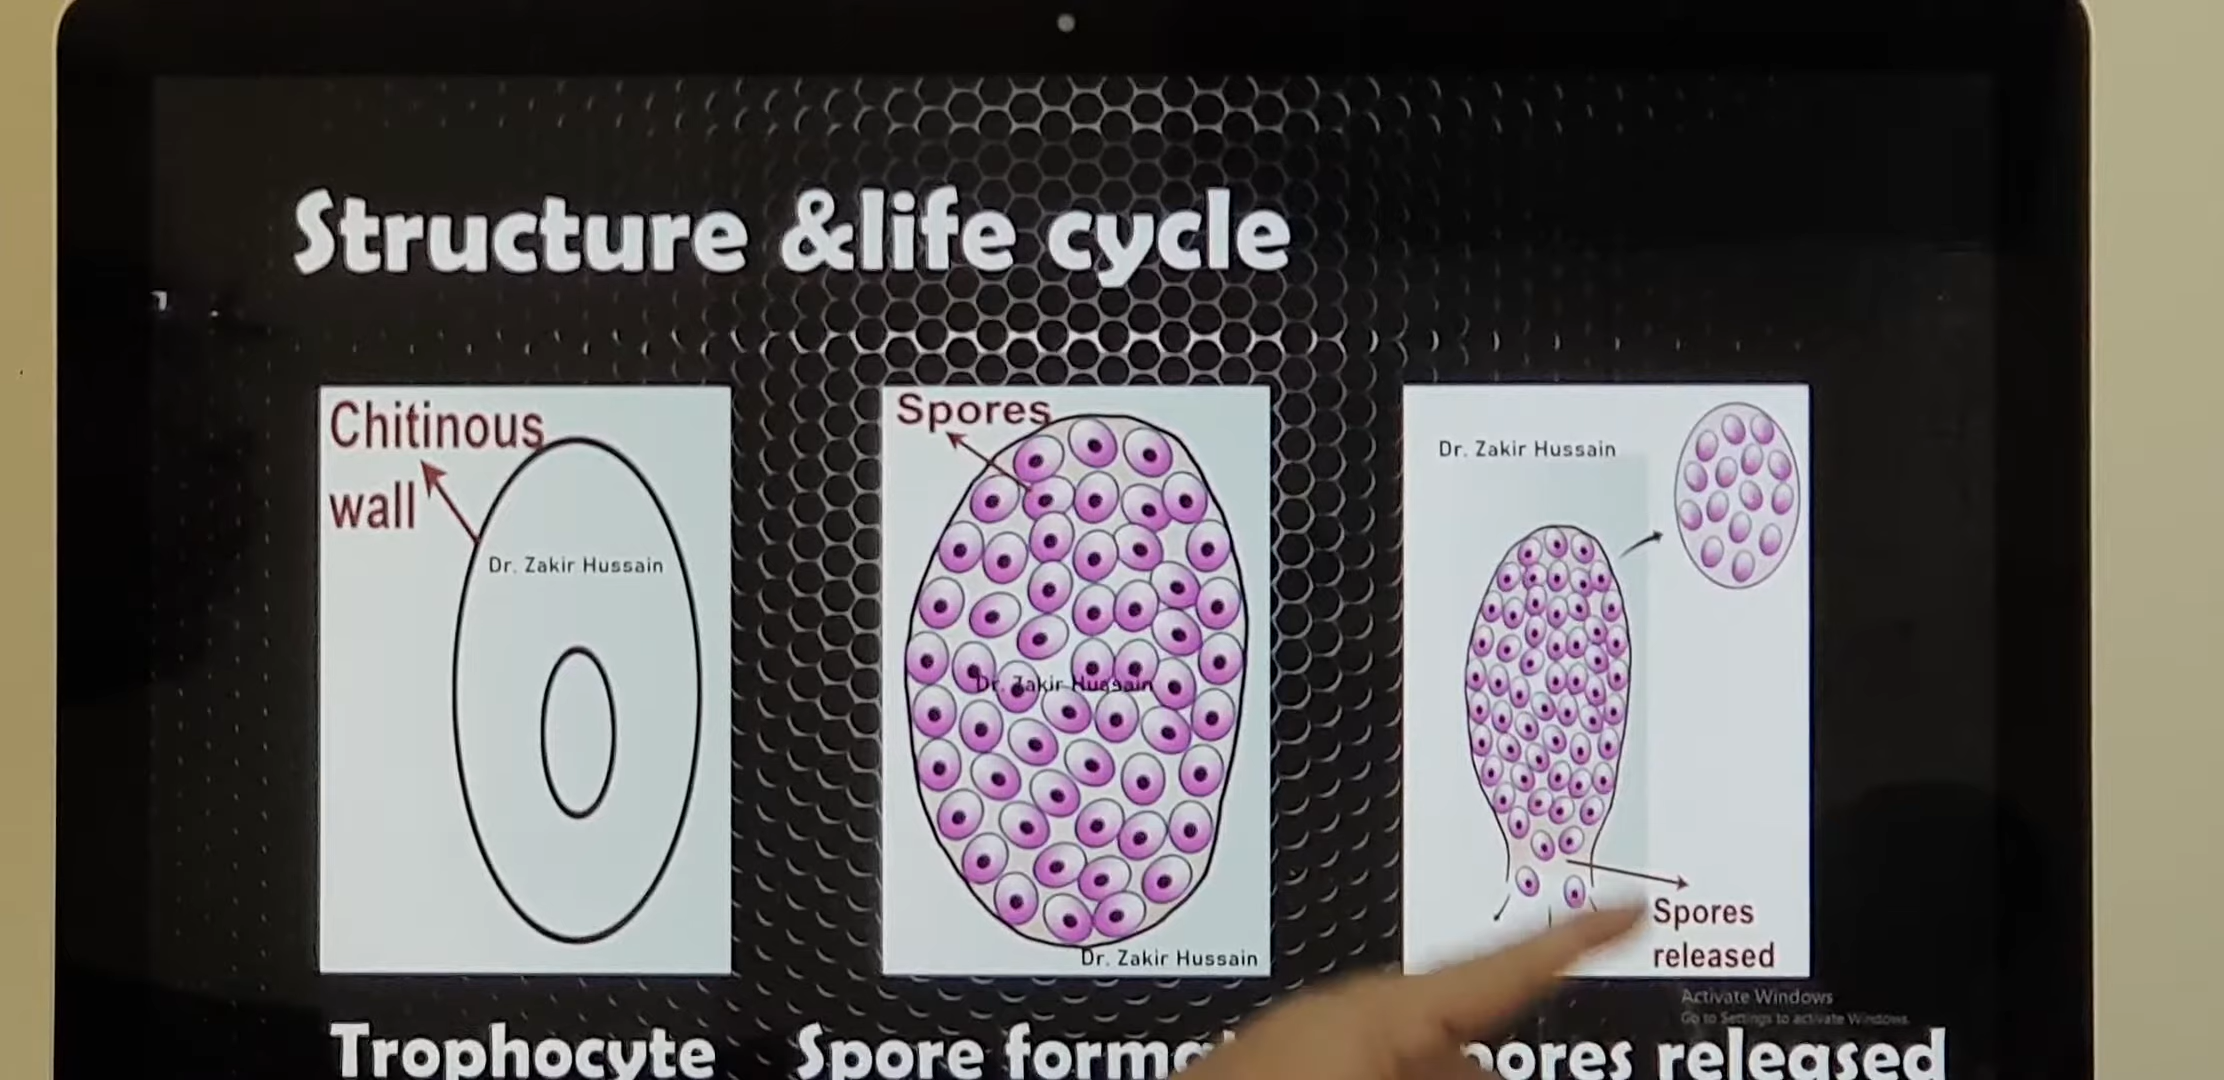 Structure &life cycle
Chitinous
wall
Dr. Zakir Hussain
Spores
Dr. Zakir Hussain
Dr. Zakir Hussain
Dr. Zakir Hussain
Spores
released
Activate Windows
Go to Settings to activate Windows.
Trophocyte
Spore
released